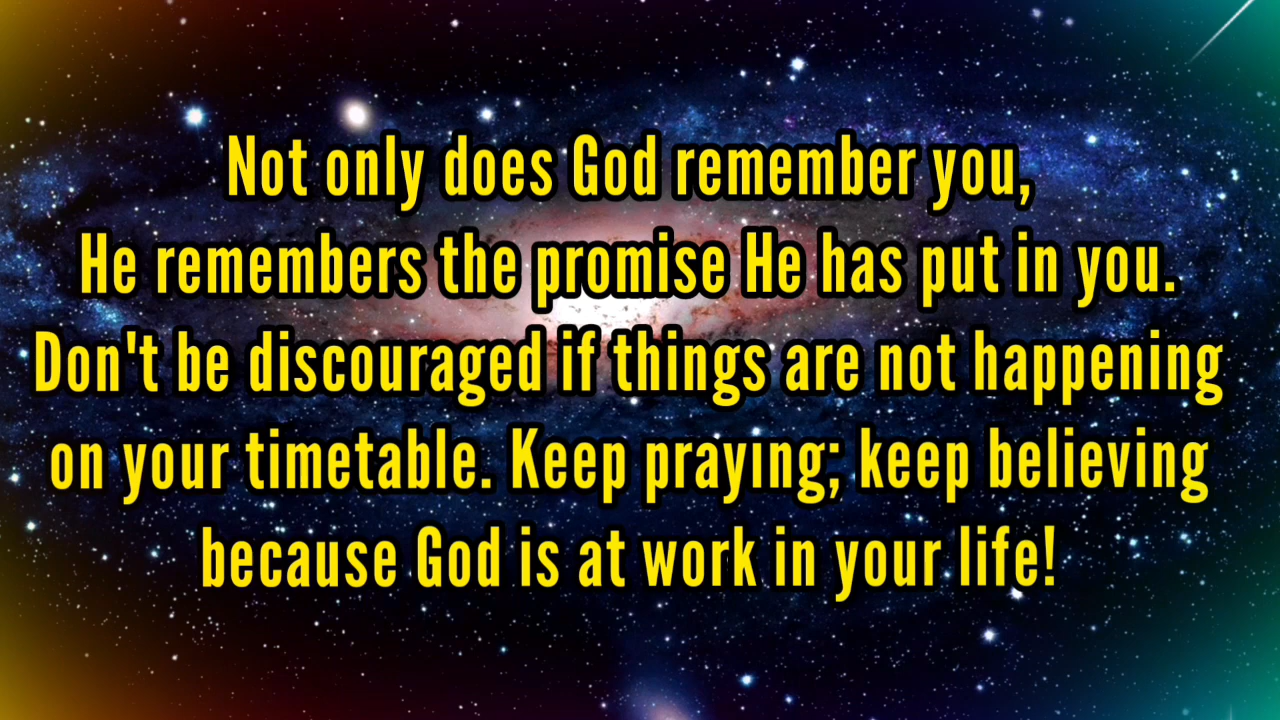 Not only does God remember you,
He remembers the promise He has put in you.
Don't be discouraged if things are not happening
on your timetable. Keep prayıng; keep believing
because God is at work in your life!